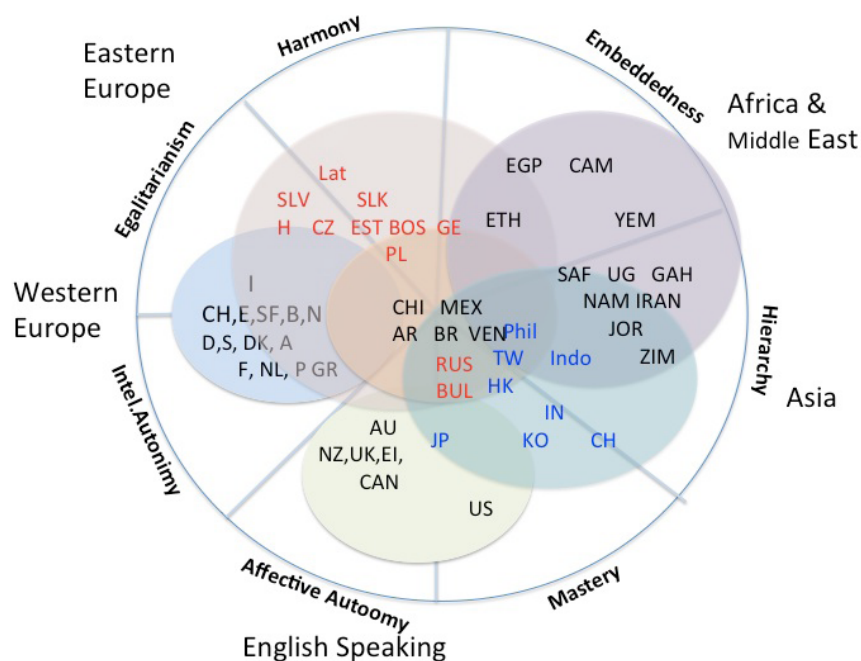 Harmony
Embeddedness
Eastern
Europe
Africa &
Middle East
Egalitarianism
EGP CAM
Lat
SLV SLK
H CZ EST BOS GE
PL
ETH YEM
Western
Europe
I
CH,E,SF,B,N
D,S, DK, A
F, NL, P GR
SAF UG GAH
NAM IRAN
JOR
ZIM
Hierarchy
CHI MEX
AR BR VEN
Phil
TW Indo
HK
RUS
BUL
IN
KO CH
JP
Asia
Intel.Autonimy
AU
NZ,UK,EI,
CAN
US
Affective Autoomy
Mastery
English Speaking